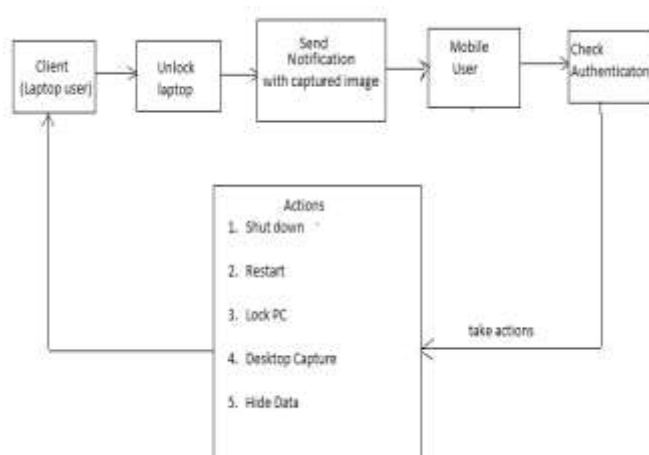 Client
(Laptop user)
Unlock
laptop
Send
Notification
with captured image
Mobile
User
Check
Authenticaton
Actions
1. Shut down
2. Restart
3. Lock PC
4. Desktop Capture
5. Hide Data
take actions